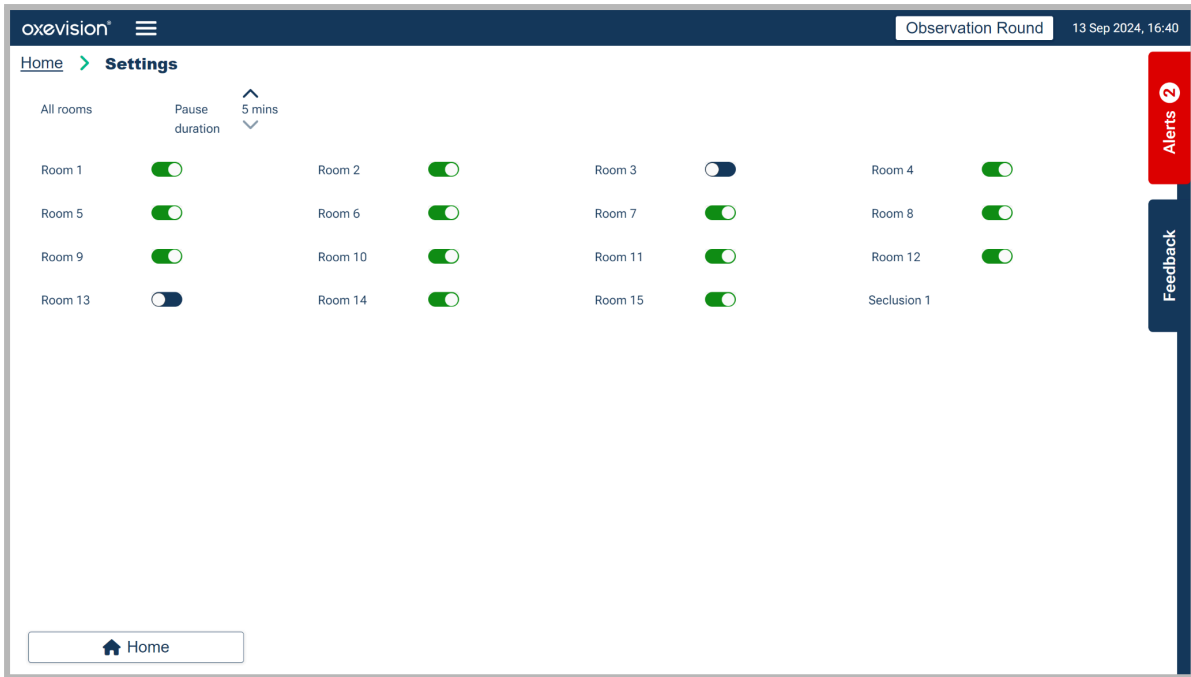 oxevision®
Observation Round
13 Sep 2024, 16:40
Home > Settings
All rooms
Pause duration
5 mins
Room 1
Room 2
Room 3
Room 4
Room 5
Room 6
Room 7
Room 8
Room 9
Room 10
Room 11
Room 12
Room 13
Room 14
Room 15
Seclusion 1
Alerts 2
Feedback
Home